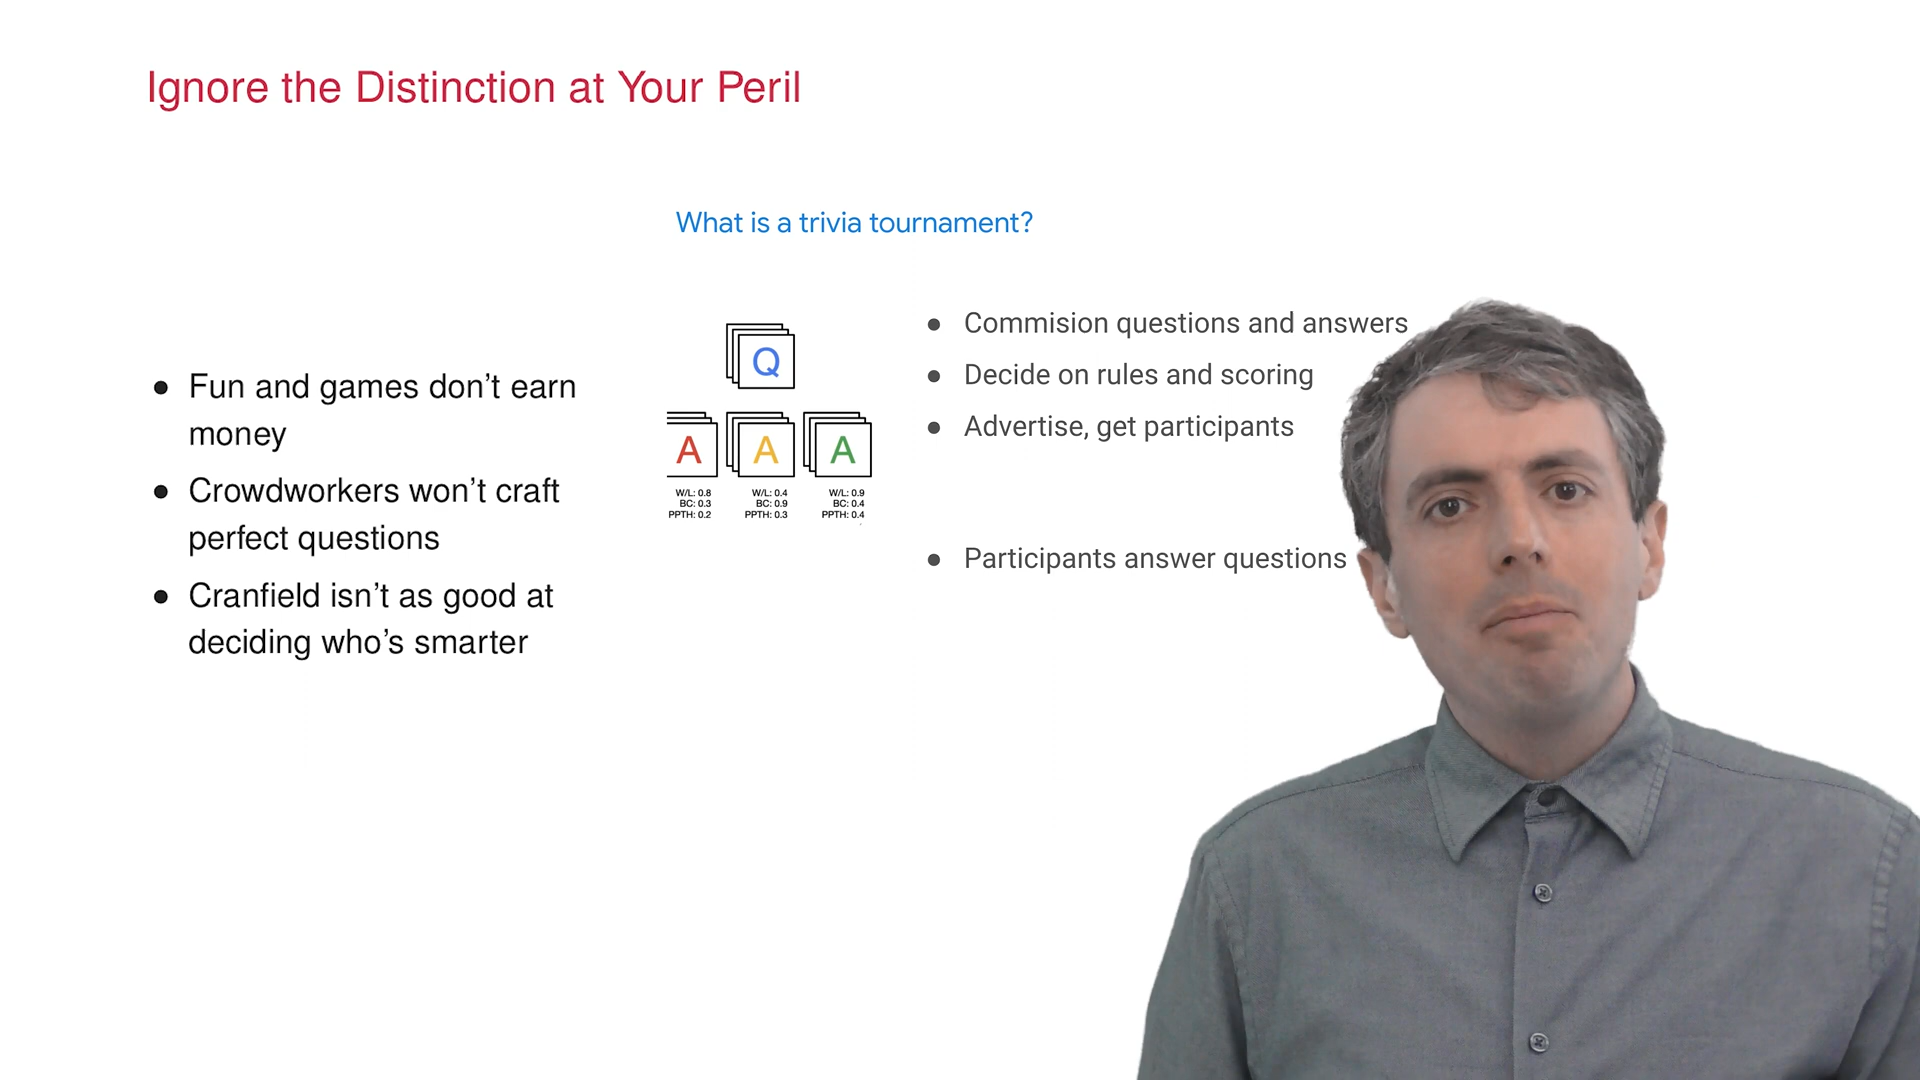 Ignore the Distinction at Your Peril
What is a trivia tournament?
● Fun and games don't earn
money
● Crowdworkers won't craft
perfect questions
● Cranfield isn't as good at
deciding who's smarter
Q
A A A
W/L: 0.8 W/L: 0.4 W/L: 0.9
BC: 0.3 BC: 0.9 BC: 0.4
PPTH: 0.2 PPTH: 0.3 PPTH: 0.4
● Commision questions and answers
● Decide on rules and scoring
● Advertise, get participants
● Participants answer questions